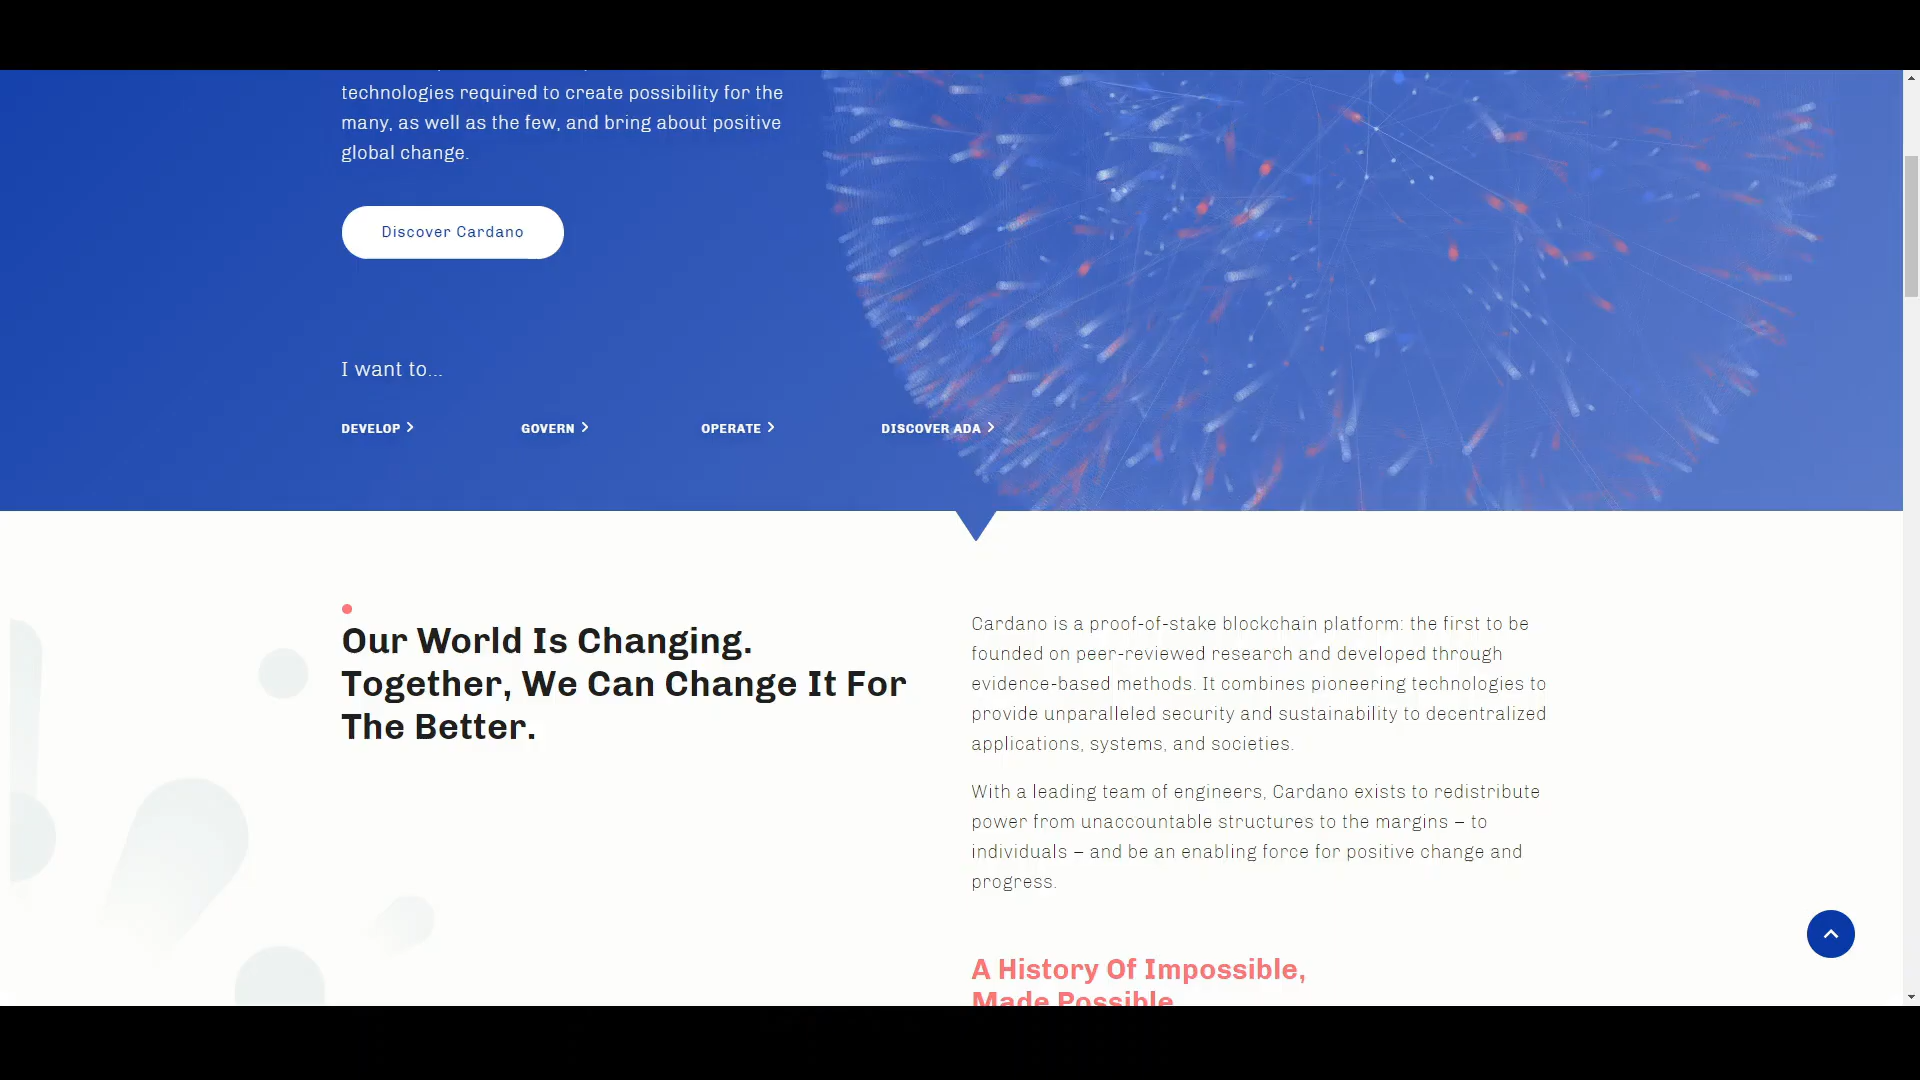 technologies required to create possibility for the
many, as well as the few, and bring about positive
global change.
Discover Cardano
I want to...
DEVELOP
GOVERN
OPERATE
DISCOVER ADA
Our World Is Changing.
Together, We Can Change It For
The Better.
Cardano is a proof-of-stake blockchain platform: the first to be
founded on peer-reviewed research and developed through
evidence-based methods. It combines pioneering technologies to
provide unparalleled security and sustainability to decentralized
applications, systems, and societies.
With a leading team of engineers, Cardano exists to redistribute
power from unaccountable structures to the margins – to
individuals – and be an enabling force for positive change and
progress.
A History Of Impossible,
Made Possible